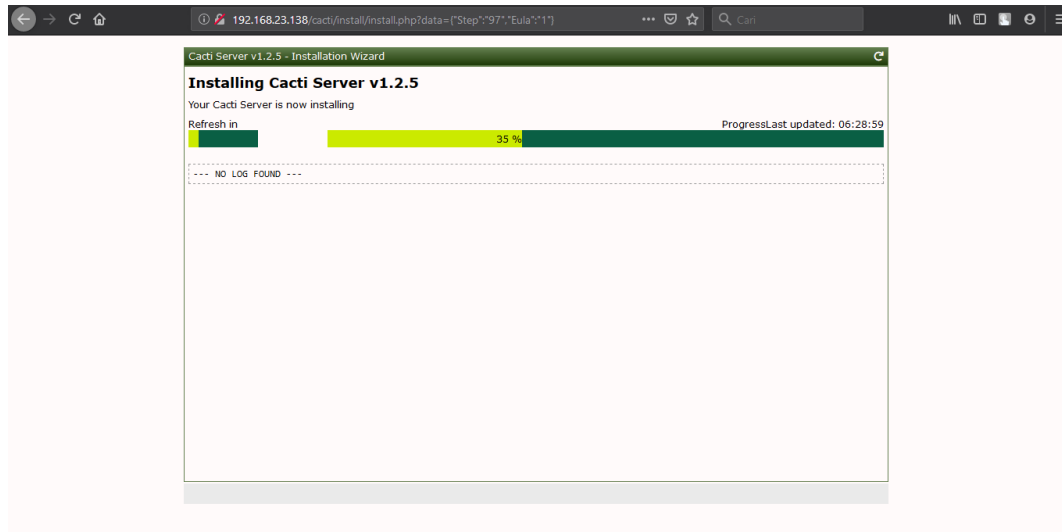 192.168.23.138/cacti/install/install.php?data={"Step":"97","Eula":"1"}
Cari
Cacti Server v1.2.5 - Installation Wizard
Installing Cacti Server v1.2.5
Your Cacti Server is now installing
Refresh in
ProgressLast updated: 06:28:59
35 %
--- NO LOG FOUND ---